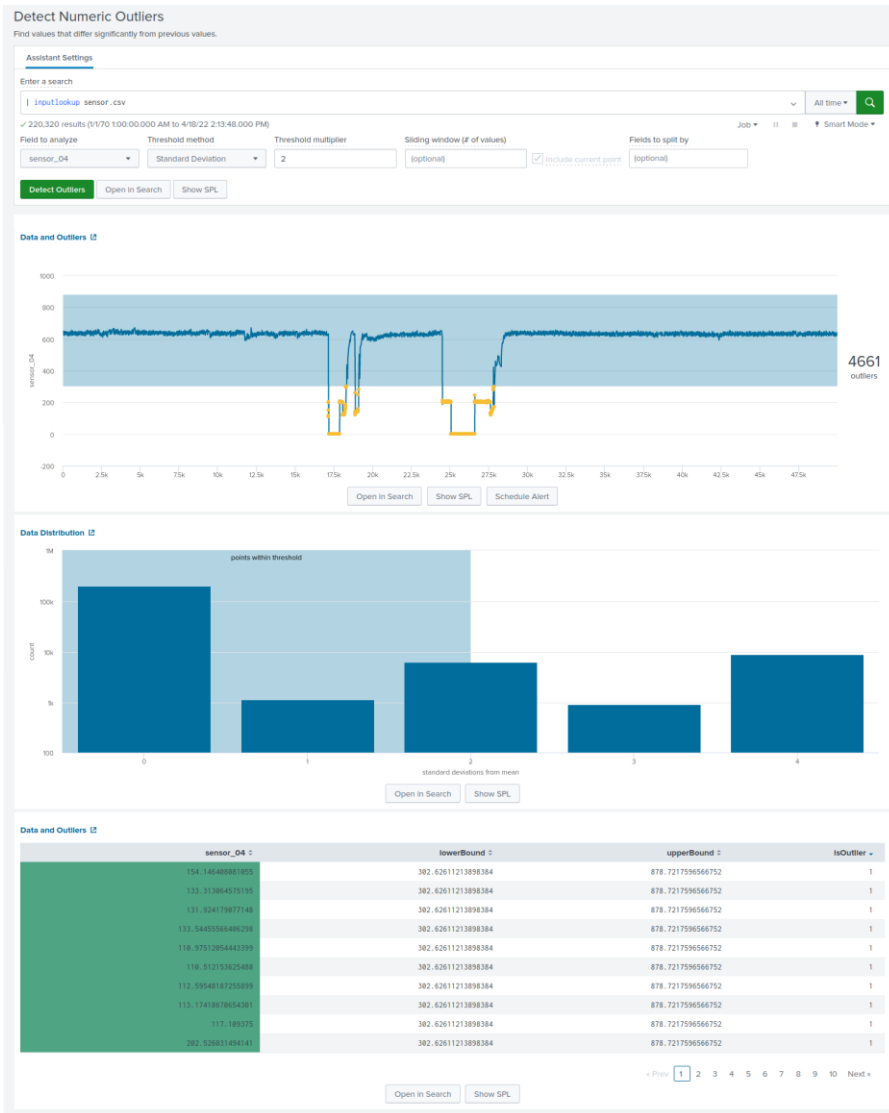 Detect Numeric Outliers
Find values that differ significantly from previous values.
Assistant Settings
Enter a search
| inputlookup sensor.csv
All time
220,320 results (1/1/70 1:00:00.000 AM to 4/18/22 2:13:48.000 PM)
Job
Smart Mode
Field to analyze Threshold method Threshold multiplier Sliding window (# of values) Fields to split by
sensor_04 Standard Deviation 2 (optional) Include current point (optional)
Detect Outliers Open in Search Show SPL
Data and Outliers
1000
800
600
400
200
0
-200
sensor_04
4661
outliers
0 2.5k 5k 7.5k 10k 12.5k 15k 17.5k 20k 22.5k 25k 27.5k 30k 32.5k 35k 37.5k 40k 42.5k 45k 47.5k
Open in Search Show SPL Schedule Alert
Data Distribution
points within threshold
1M
100k
10k
1k
100
count
0 1 2 3 4
standard deviations from mean
Open in Search Show SPL
Data and Outliers
sensor_04 lowerBound upperBound isOutlier
154.146408081055 302.62611213898384 878.7217596566752 1
133.313064575195 302.62611213898384 878.7217596566752 1
131.924179077148 302.62611213898384 878.7217596566752 1
133.54455566406298 302.62611213898384 878.7217596566752 1
110.97512054443399 302.62611213898384 878.7217596566752 1
110.512153625488 302.62611213898384 878.7217596566752 1
112.59548187255899 302.62611213898384 878.7217596566752 1
113.17418670654301 302.62611213898384 878.7217596566752 1
117.109375 302.62611213898384 878.7217596566752 1
202.526031494141 302.62611213898384 878.7217596566752 1
« Prev 1 2 3 4 5 6 7 8 9 10 Next »
Open in Search Show SPL